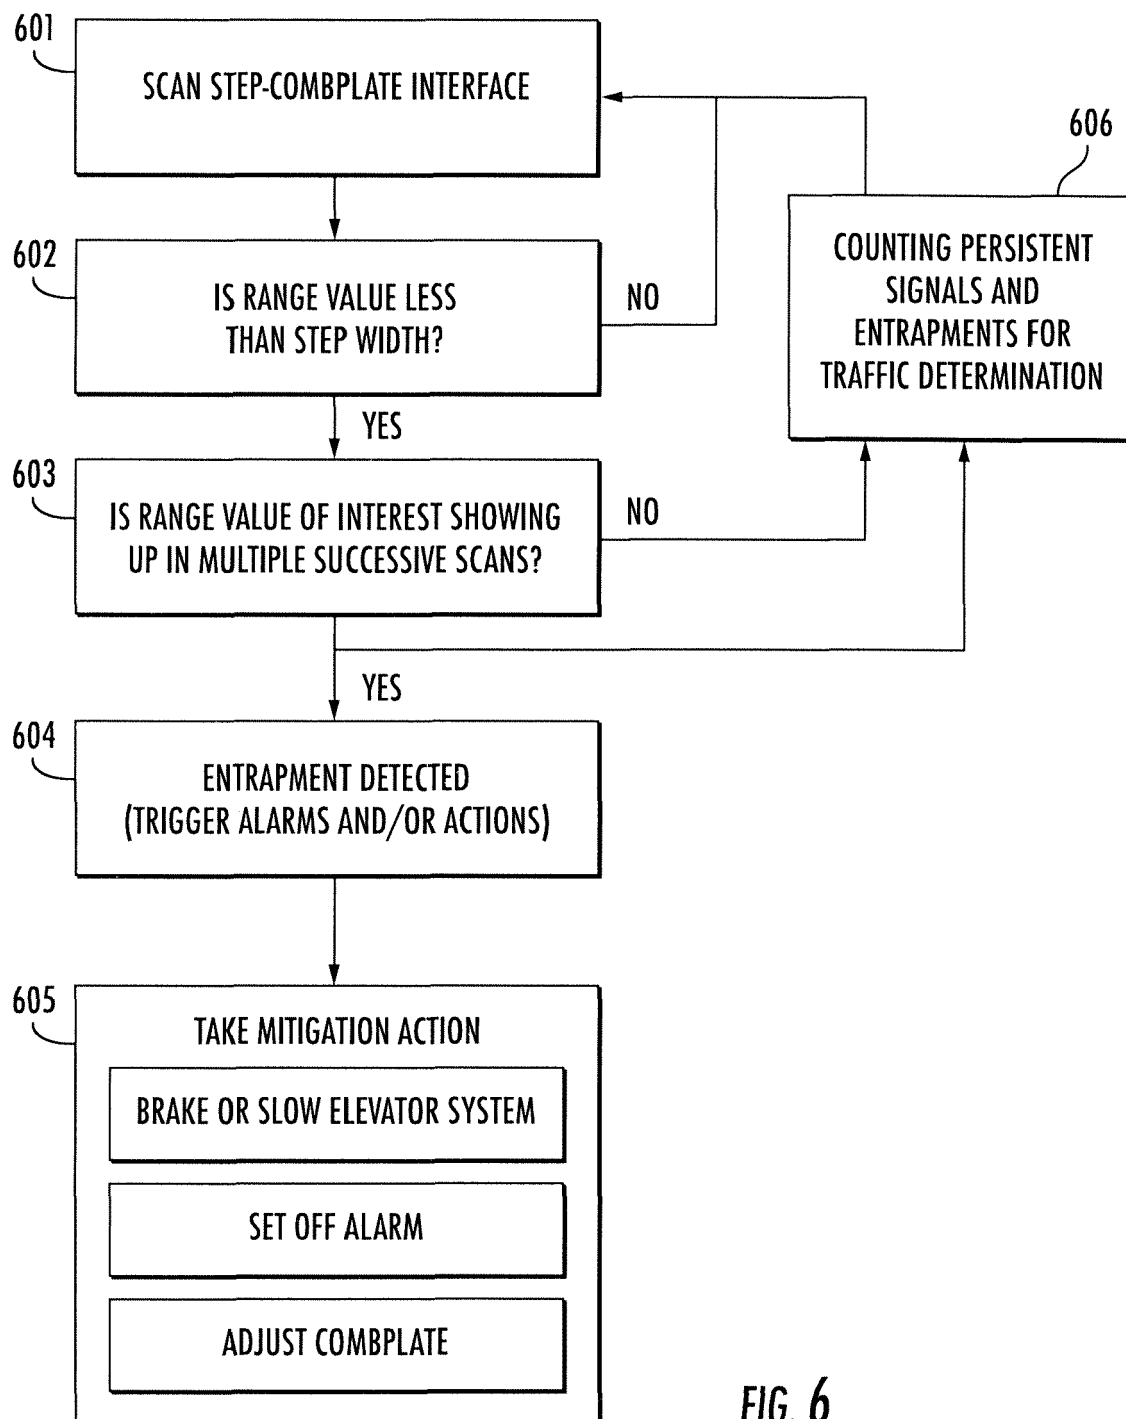 601
SCAN STEP-COMBPLATE INTERFACE
606
602
IS RANGE VALUE LESS
THAN STEP WIDTH?
NO
COUNTING PERSISTENT
SIGNALS AND
ENTRAPMENTS FOR
TRAFFIC DETERMINATION
YES
603
IS RANGE VALUE OF INTEREST SHOWING
UP IN MULTIPLE SUCCESSIVE SCANS?
NO
YES
604
ENTRAPMENT DETECTED
(TRIGGER ALARMS AND/OR ACTIONS)
605
TAKE MITIGATION ACTION
BRAKE OR SLOW ELEVATOR SYSTEM
SET OFF ALARM
ADJUST COMBPLATE
FIG. 6